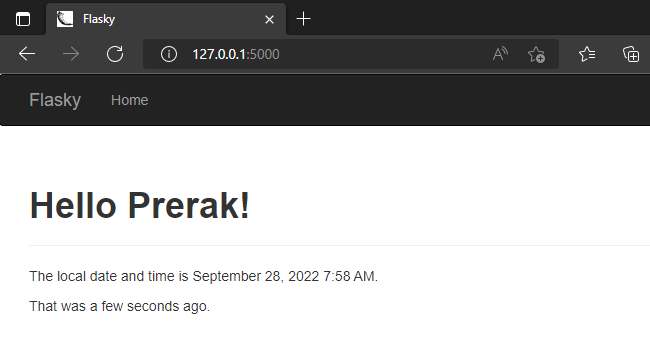 Flasky
127.0.0.1:5000
Flasky Home
Hello Prerak!
The local date and time is September 28, 2022 7:58 AM.
That was a few seconds ago.